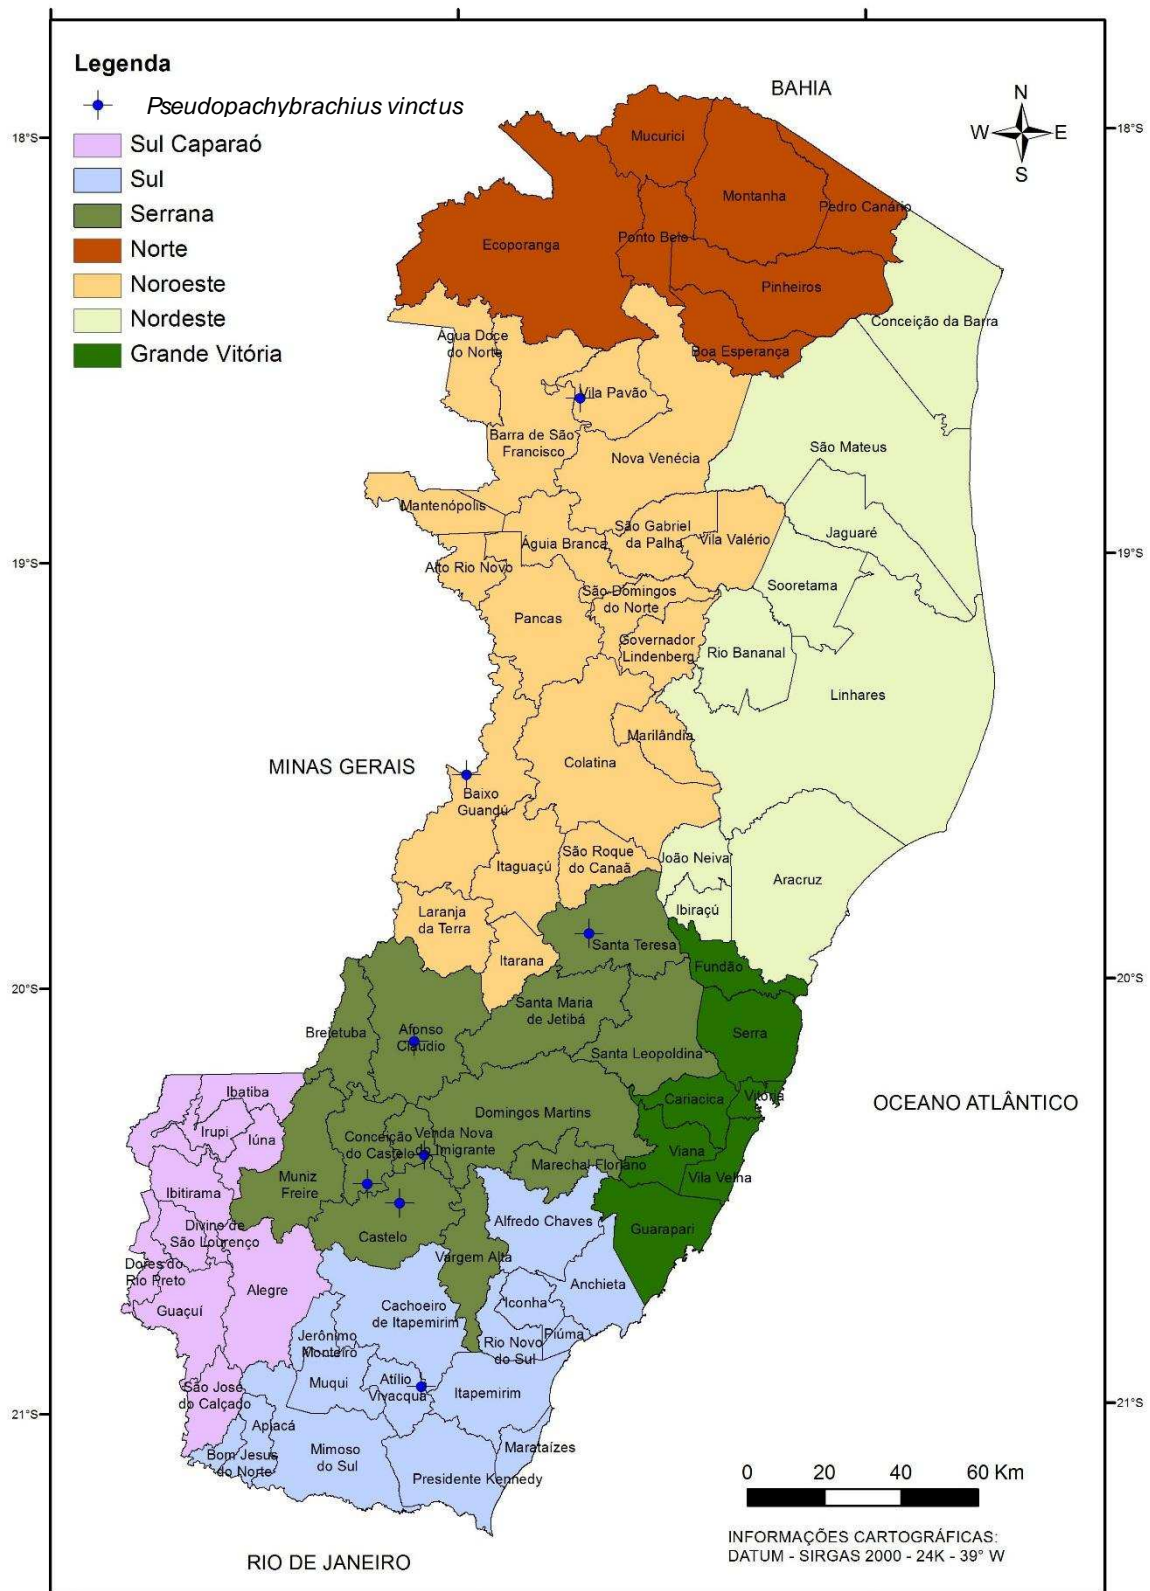 Legenda
Pseudopachybrachius vinctus
Sul Caparaó
Sul
Serrana
Norte
Noroeste
Nordeste
Grande Vitória
BAHIA
N
W
E
S
18°S
18°S
Mucurici
Montanha
Pedro Canário
Ecoporanga
Ponto Belo
Pinheiros
Conceição da Barra
Água Doce
do Norte
Boa Esperança
Vila Pavão
Barra de São
Francisco
Nova Venécia
São Mateus
Mantenópolis
São Gabriel
da Palha
Águia Branca
Vila Valério
Jaguaré
19°S
19°S
Alto Rio Novo
Sooretama
São Domingos
do Norte
Pancas
Governador
Lindenberg
Rio Bananal
Linhares
Marilândia
Colatina
MINAS GERAIS
Baixo
Guandú
Itaguaçú
São Roque
do Canaã
João Neiva
Aracruz
Laranja
da Terra
Ibiraçú
Itarana
Santa Teresa
Fundão
20°S
20°S
Santa Maria
de Jetibá
Brejetuba
Afonso
Cláudio
Serra
Santa Leopoldina
Ibatiba
Vitória
Cariacica
OCEANO ATLÂNTICO
Domingos Martins
Irupi
Iúna
Conceição
do Castelo
Venda Nova
do Imigrante
Viana
Marechal Floriano
Vila Velha
Muniz
Freire
Ibitirama
Alfredo Chaves
Divino de
São Lourenço
Castelo
Guarapari
Vargem Alta
Dores do
Rio Preto
Alegre
Anchieta
Guaçuí
Iconha
Cachoeiro
de Itapemirim
Jerônimo
Monteiro
Rio Novo
do Sul
Piúma
Muqui
Atílio
Vivacqua
Itapemirim
São José
do Calçado
21°S
21°S
Apiacá
Bom Jesus
do Norte
Mimoso
do Sul
Marataízes
Presidente Kennedy
0 20 40 60 Km
INFORMAÇÕES CARTOGRÁFICAS:
DATUM - SIRGAS 2000 - 24K - 39° W
RIO DE JANEIRO